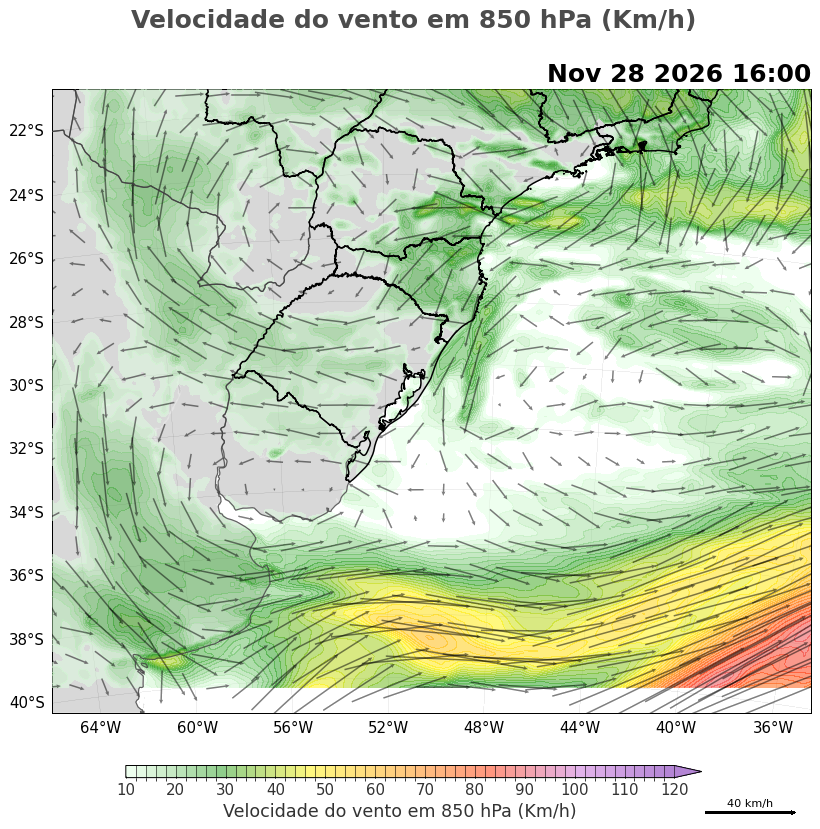 Velocidade do vento em 850 hPa (Km/h)
Nov 28 2026 16:00
22°S
24°S
26°S
28°S
30°S
32°S
34°S
36°S
38°S
40°S
64°W 60°W 56°W 52°W 48°W 44°W 40°W 36°W
10 20 30 40 50 60 70 80 90 100 110 120
Velocidade do vento em 850 hPa (Km/h)
40 km/h